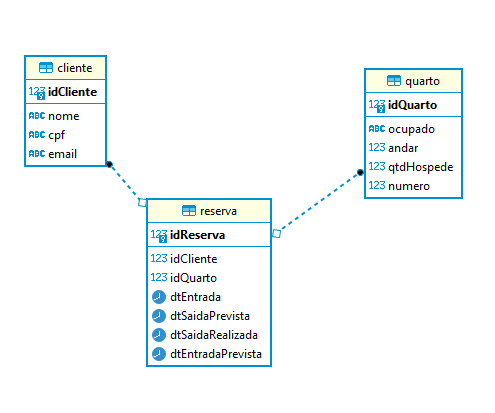 cliente
123 idCliente
ABC nome
ABC cpf
ABC email
quarto
123 idQuarto
ABC ocupado
123 andar
123 qtdHospede
123 numero
reserva
123 idReserva
123 idCliente
123 idQuarto
dtEntrada
dtSaidaPrevista
dtSaidaRealizada
dtEntradaPrevista